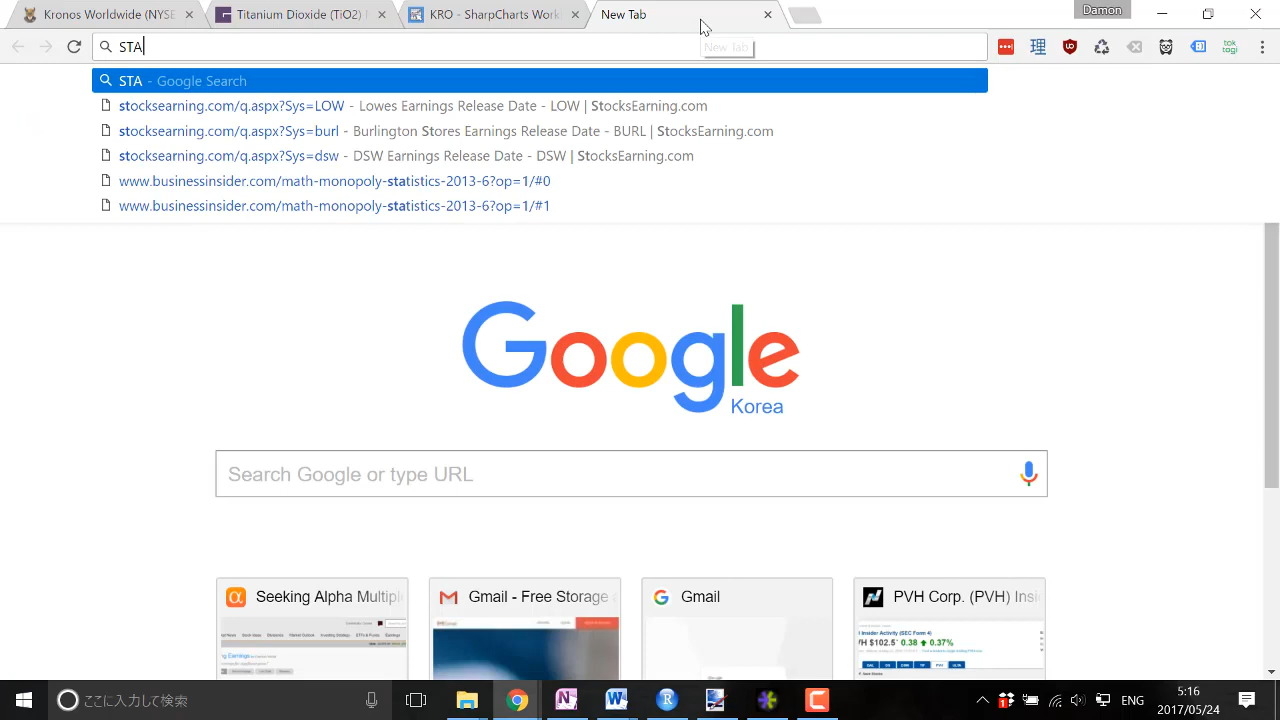 Kronos Worldwide (NYSE
Titanium Dioxide (TiO2)
KRO - SharpCharts Work
New Tab
Damon
STA
New Tab
tok
togi
STA - Google Search
stocksearning.com/q.aspx?Sys=LOW - Lowes Earnings Release Date - LOW | StocksEarning.com
stocksearning.com/q.aspx?Sys=burl - Burlington Stores Earnings Release Date - BURL | StocksEarning.com
stocksearning.com/q.aspx?Sys=dsw - DSW Earnings Release Date - DSW | StocksEarning.com
www.businessinsider.com/math-monopoly-statistics-2013-6?op=1/#0
www.businessinsider.com/math-monopoly-statistics-2013-6?op=1/#1
Google
Korea
Search Google or type URL
Seeking Alpha Multipl
Gmail - Free Storage
Gmail
PVH Corp. (PVH) Insi
Insider Activity (SEC Form 4)
0.38 0.37%
ここに入力して検索
ENG
5:16
2017/05/24